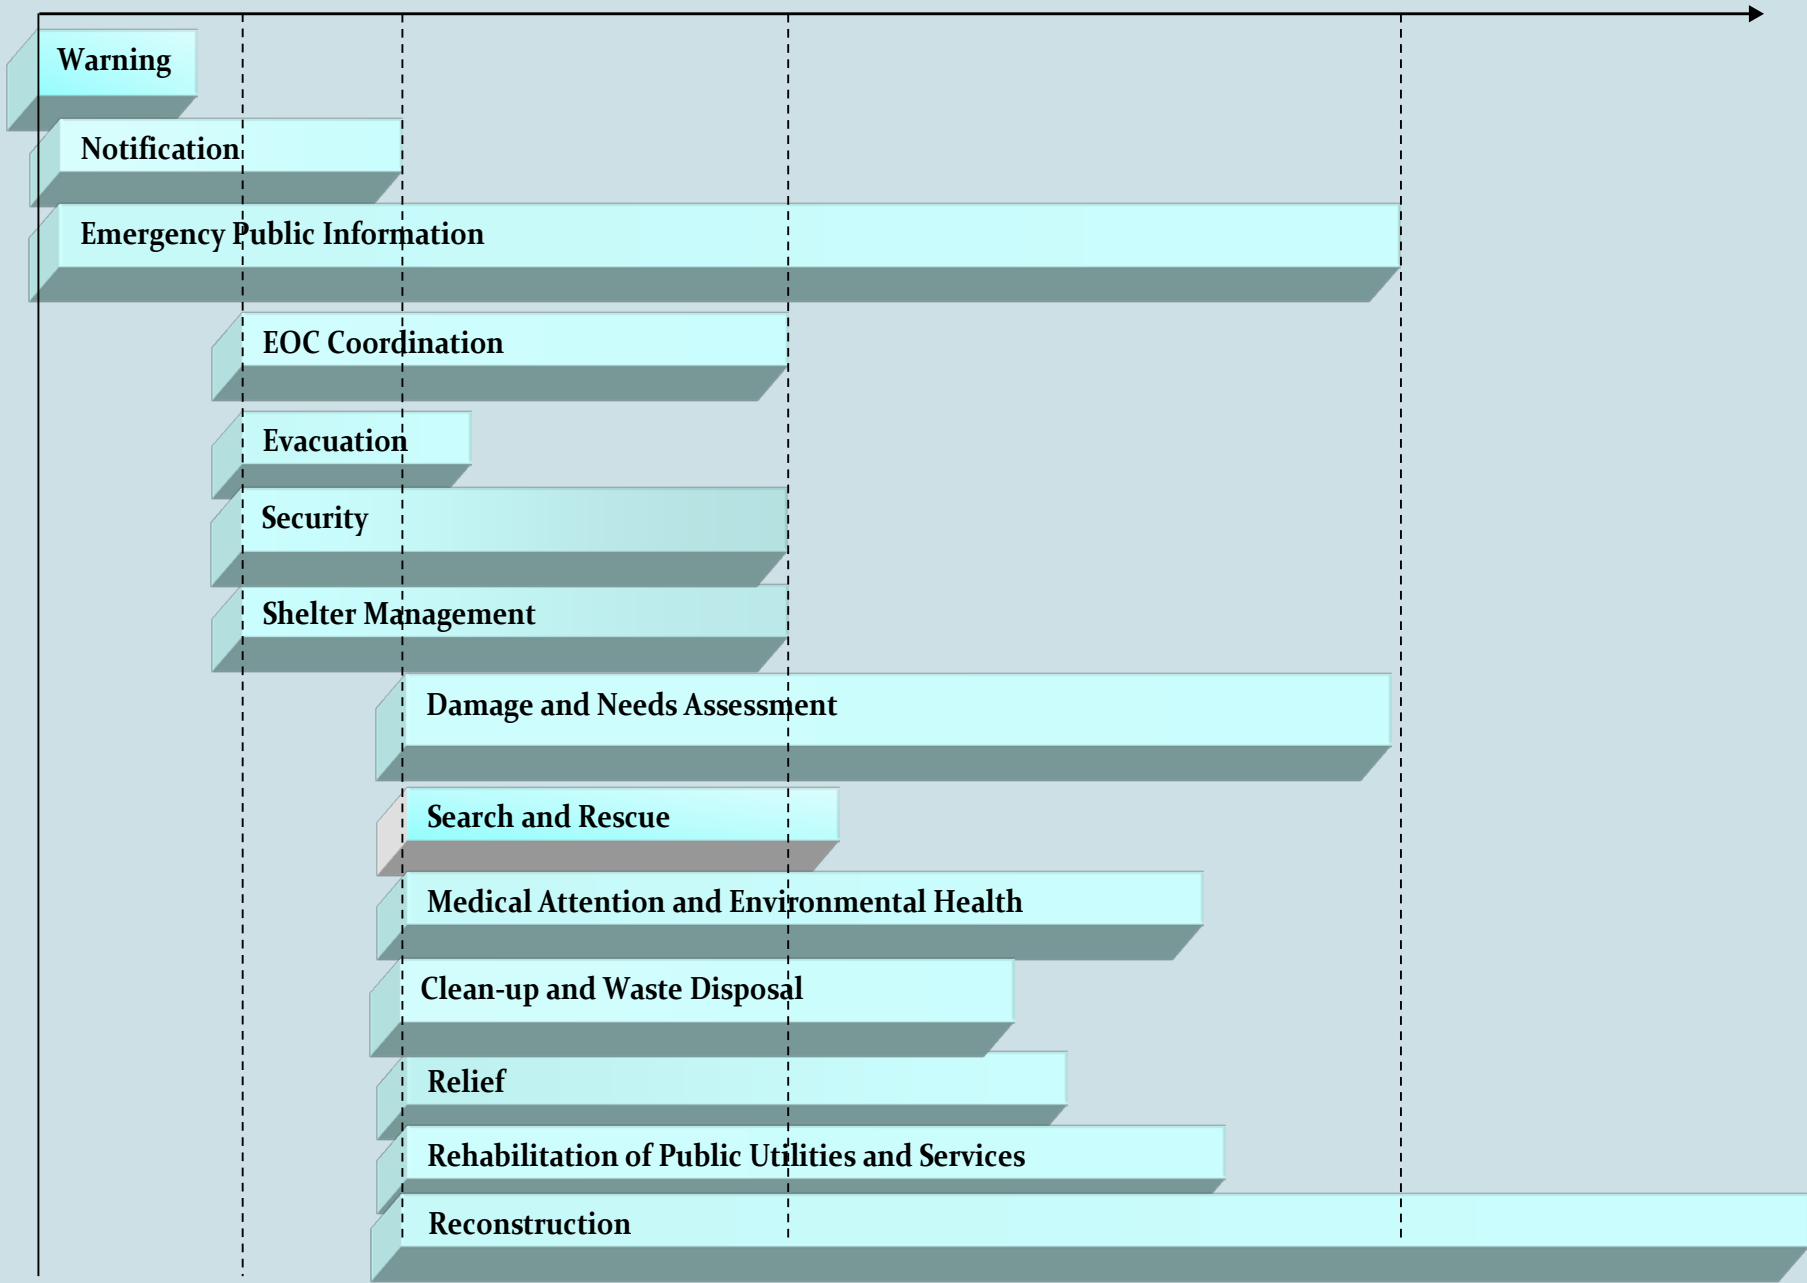 Warning
Notification
Emergency Public Information
EOC Coordination
Evacuation
Security
Shelter Management
Damage and Needs Assessment
Search and Rescue
Medical Attention and Environmental Health
Clean-up and Waste Disposal
Relief
Rehabilitation of Public Utilities and Services
Reconstruction